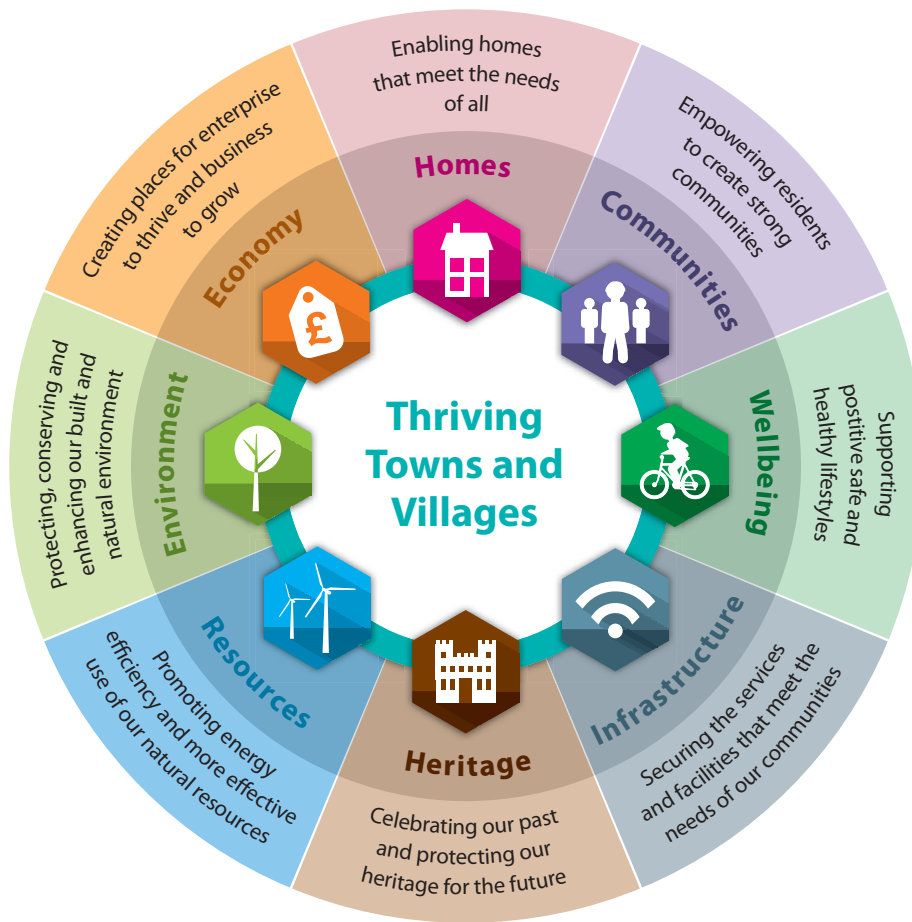 Thriving
Towns and
Villages
Enabling homes
that meet the needs
of all
Homes
Empowering residents
to create strong
communities
Communities
Supporting
postitive safe and
healthy lifestyles
Wellbeing
Securing the services
and facilities that meet the
needs of our communities
Infrastructure
Heritage
Celebrating our past
and protecting our
heritage for the future
Resources
Promoting energy
efficiency and more effective
use of our natural resources
Environment
Protecting, conserving and
enhancing our built and
natural environment
Economy
Creating places for enterprise
to thrive and business
to grow
£